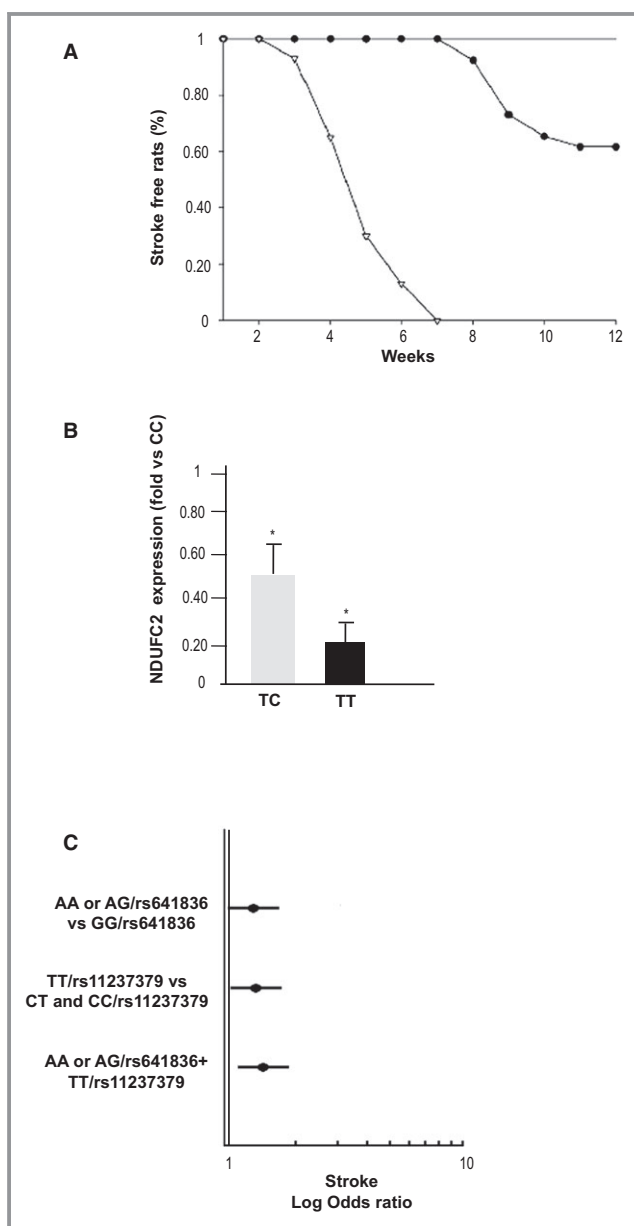 A
Stroke free rats (%)
1
0.80
0.60
0.40
0.20
0
2
4
6
8
10
12
Weeks
B
NDUFC2 expression (fold vs CC)
1
0.80
0.60
0.40
0.20
0
*
*
TC
TT
C
AA or AG/rs641836
vs GG/rs641836
TT/rs11237379 vs
CT and CC/rs11237379
AA or AG/rs641836+
TT/rs11237379
1
10
Stroke
Log Odds ratio